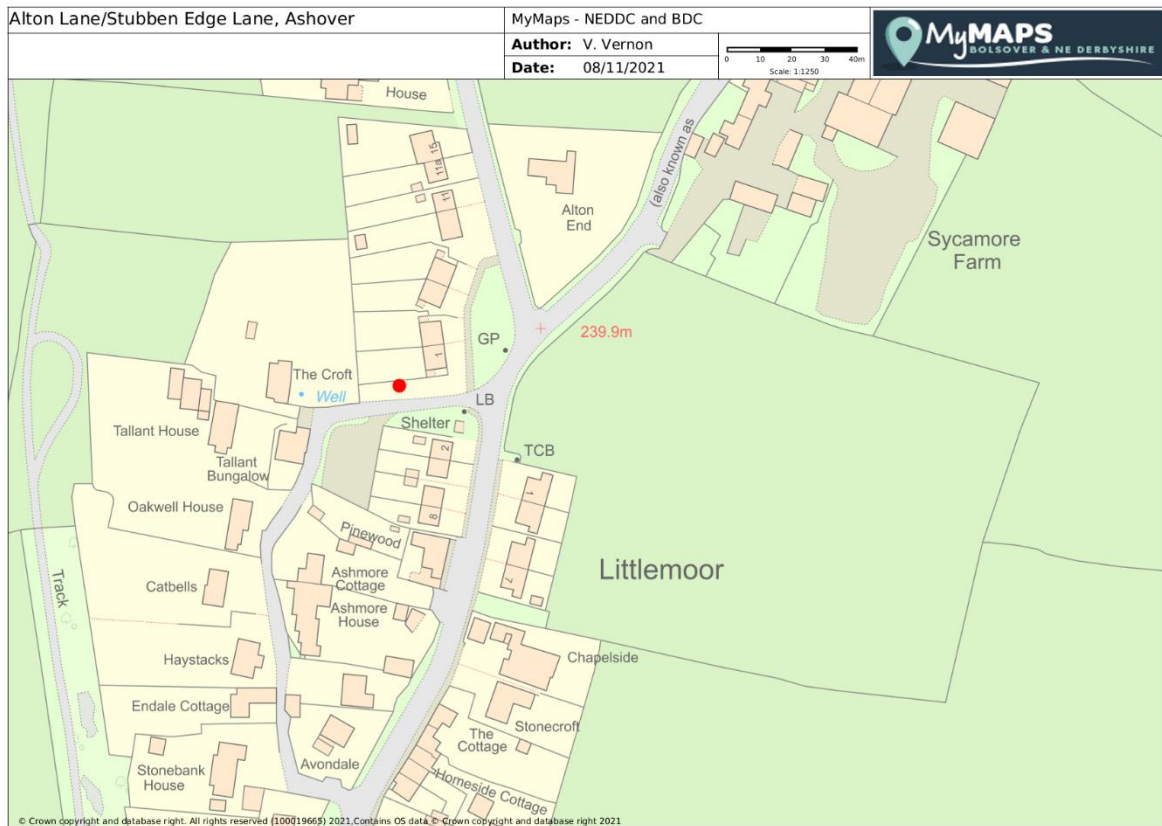 Alton Lane/Stubben Edge Lane, Ashover
MyMaps - NEDDC and BDC
Author: V. Vernon
Date: 08/11/2021
0 10 20 30 40m
Scale: 1:1250
MyMAPS
BOLSOVER & NE DERBYSHIRE
House
15
11a
11
Alton
End
(also known as
Sycamore
Farm
239.9m
GP
1
The Croft
Well
LB
Shelter
Tallant House
Tallant
Bungalow
2
TCB
1
Oakwell House
8
Pinewood
7
Littlemoor
Track
Catbells
Ashmore
Cottage
Ashmore
House
Haystacks
Chapelside
Endale Cottage
Stonecroft
The
Cottage
Avondale
Stonebank
House
Homeside Cottage
© Crown copyright and database right. All rights reserved (100019665) 2021,Contains OS data © Crown copyright and database right 2021